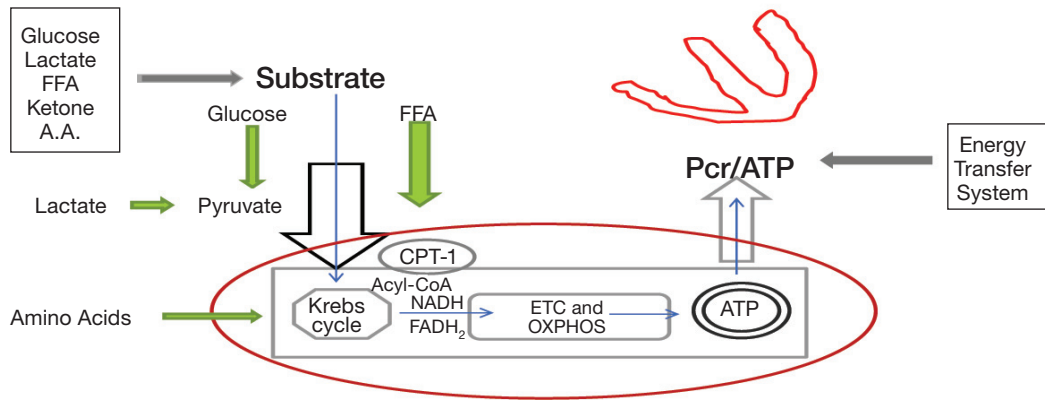 Glucose
Lactate
FFA
Ketone
A.A.
Substrate
Glucose
FFA
Lactate
Pyruvate
Pcr/ATP
Energy
Transfer
System
CPT-1
Acyl-CoA
Amino Acids
Krebs
cycle
NADH
FADH2
ETC and
OXPHOS
ATP